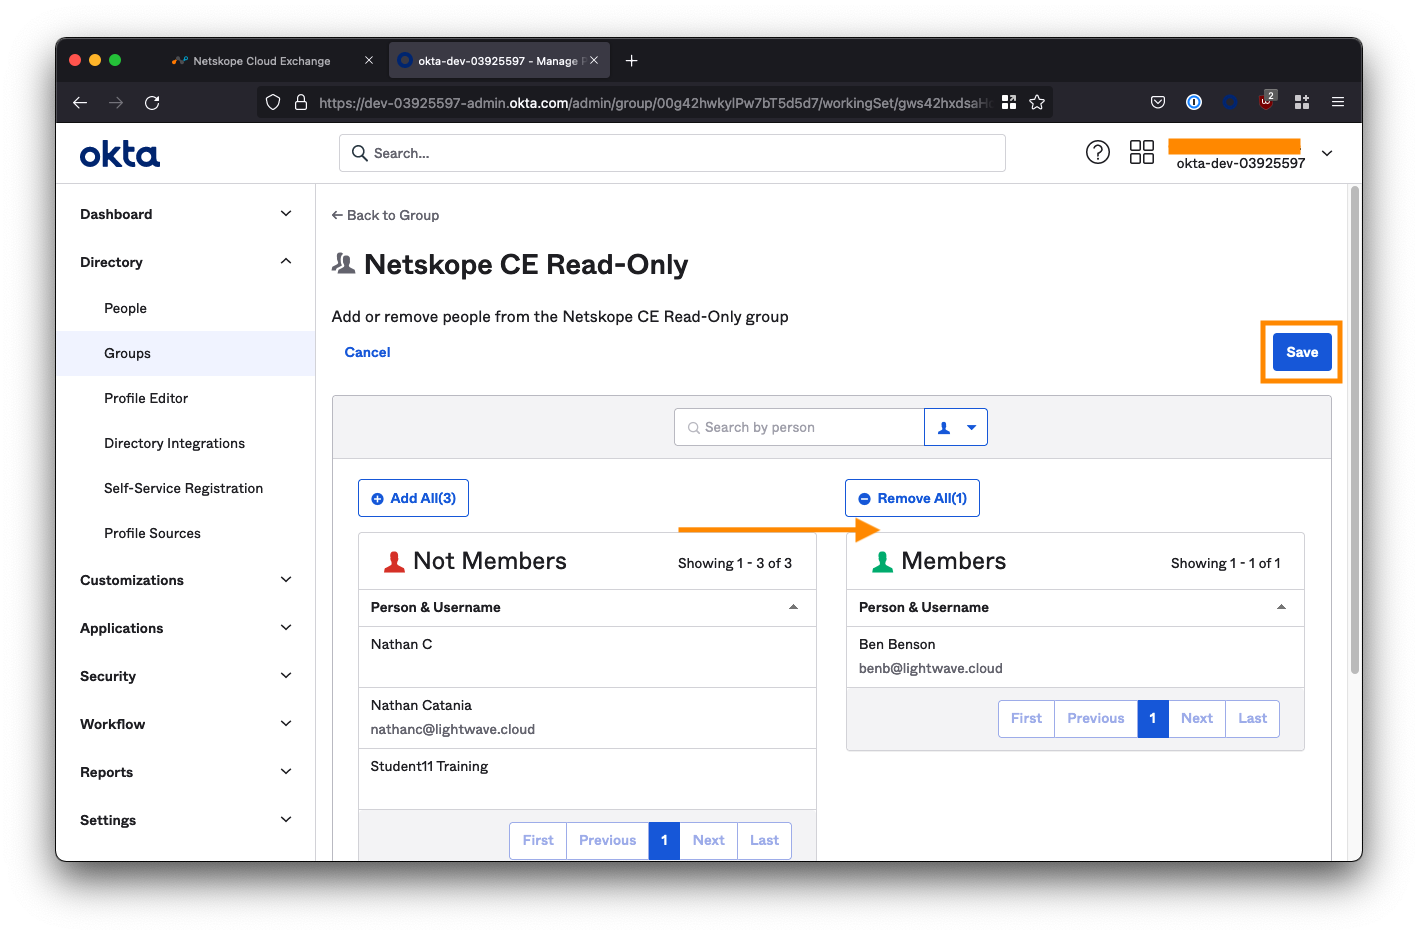 Netskope Cloud Exchange
okta-dev-03925597 - Manage P
https://dev-03925597-admin.okta.com/admin/group/00g42hwkylPw7bT5d5d7/workingSet/gws42hxdsaH
2
okta
Search...
okta-dev-03925597
Dashboard
Directory
People
Groups
Profile Editor
Directory Integrations
Self-Service Registration
Profile Sources
Customizations
Applications
Security
Workflow
Reports
Settings
← Back to Group
Netskope CE Read-Only
Add or remove people from the Netskope CE Read-Only group
Cancel
Save
Search by person
Add All(3)
Remove All(1)
Not Members
Showing 1 - 3 of 3
Person & Username
Nathan C
Nathan Catania
nathanc@lightwave.cloud
Student11 Training
First Previous 1 Next Last
Members
Showing 1 - 1 of 1
Person & Username
Ben Benson
benb@lightwave.cloud
First Previous 1 Next Last